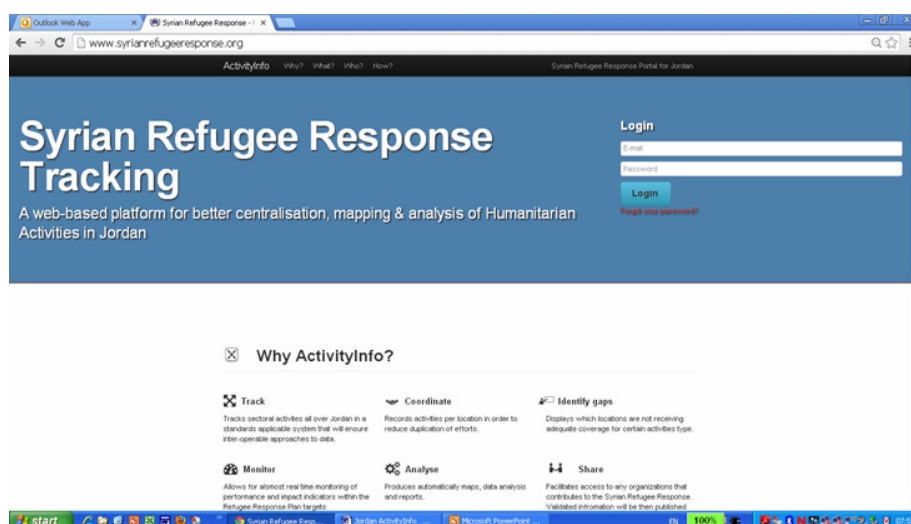 Outlook Web App
Syrian Refugee Response - I
www.syrianrefugeeresponse.org
ActivityInfo Why? What? Who? How? Syrian Refugee Response Portal for Jordan
Syrian Refugee Response
Tracking
A web-based platform for better centralisation, mapping & analysis of Humanitarian
Activities in Jordan
Login
E-mail
Password
Login
Forgot your password?
Why ActivityInfo?
Track
Tracks sectoral activites all over Jordan in a
standards applicable system that will ensure
inter-operable approaches to data.
Coordinate
Records activities per location in order to
reduce duplication of efforts.
Identify gaps
Displays which locations are not receiving
adequate coverage for certain activities type.
Monitor
Allows for alsmost real time monitoring of
performance and impact indicators within the
Refugee Response Plan targets.
Analyse
Produces automatically maps, data analysis
and reports.
Share
Facilitates access to any organizations that
contributes to the Syrian Refugee Response.
Validated infromation will be then published
start
Syrian Refugee Resp...
Jordan ActivityInfo ...
Microsoft PowerPoint ...
EN
100%